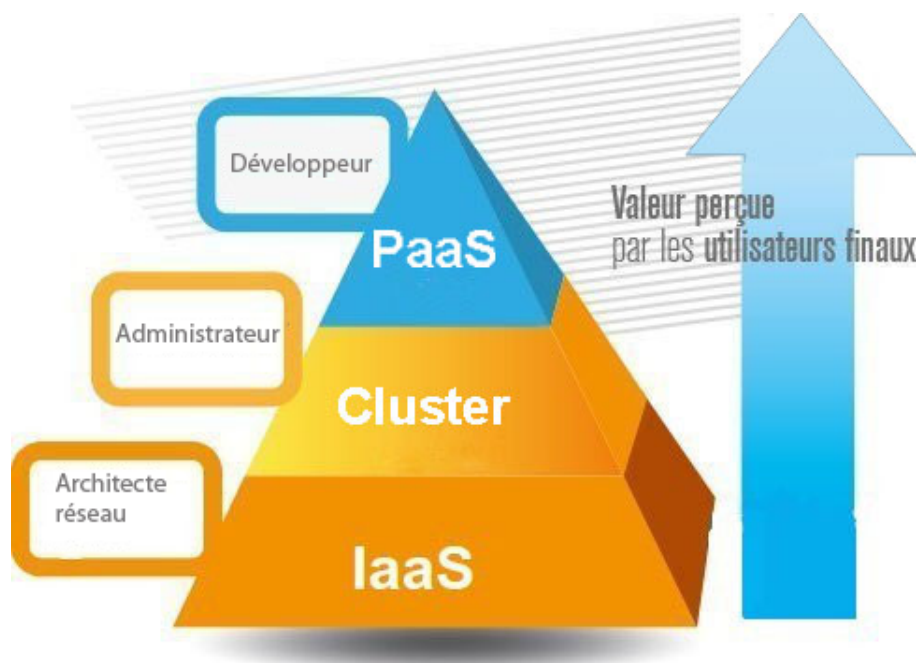 Développeur
PaaS
Valeur perçue
par les utilisateurs finaux
Administrateur
Cluster
Architecte
réseau
IaaS